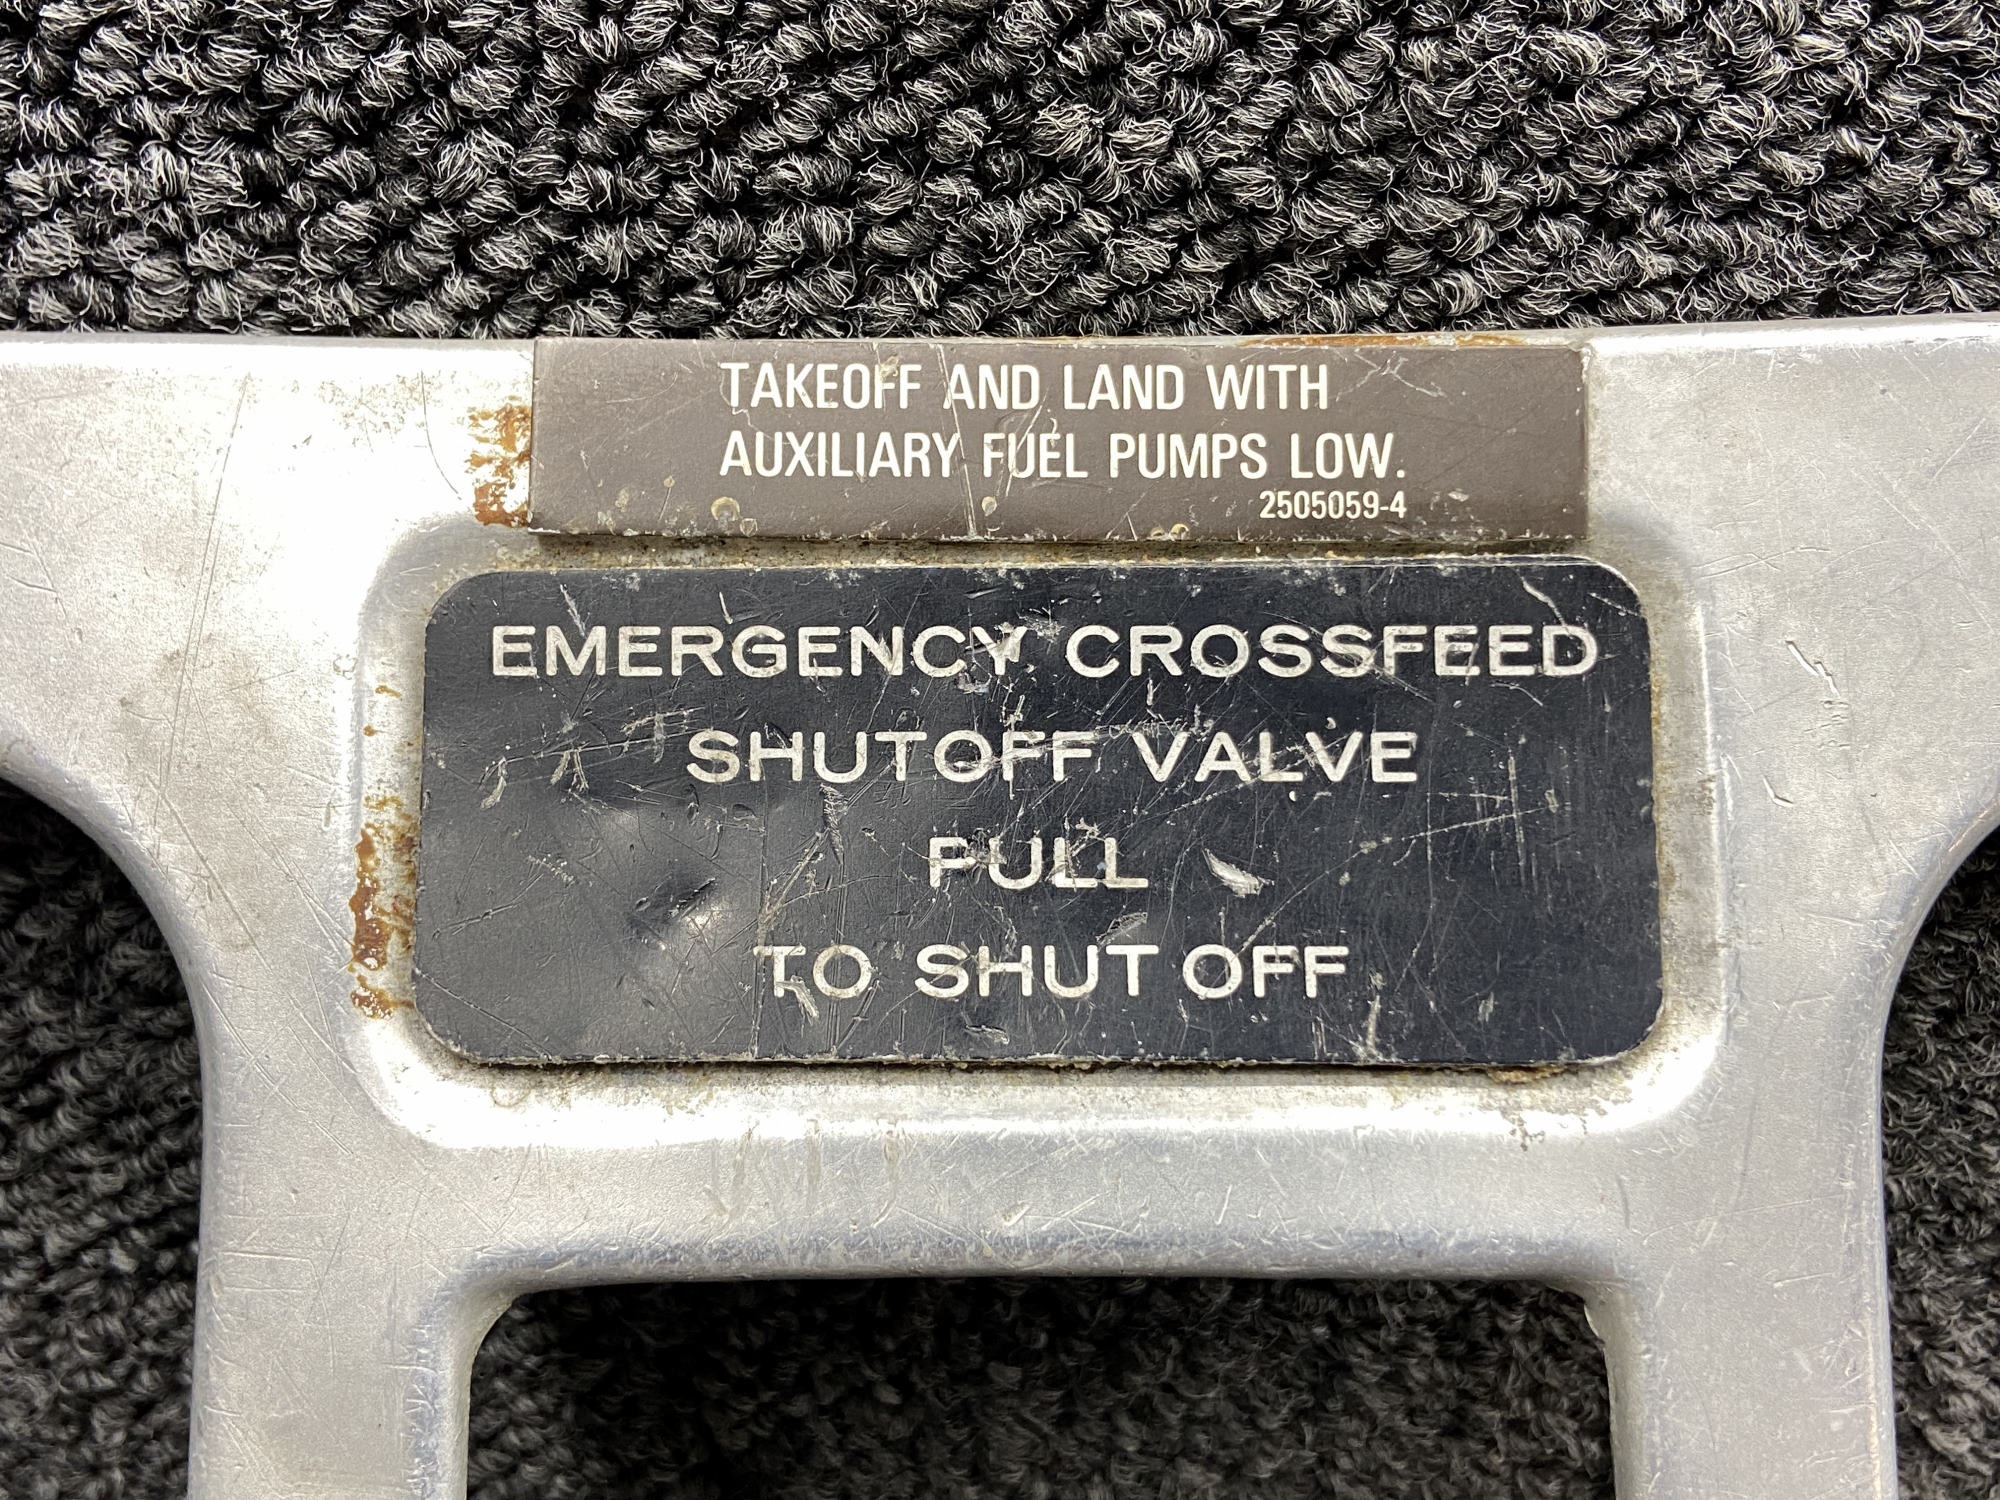 TAKEOFF AND LAND WITH
AUXILIARY FUEL PUMPS LOW.
2505059-4
EMERGENCY CROSSFEED
SHUTOFF VALVE
PULL
TO SHUT OFF